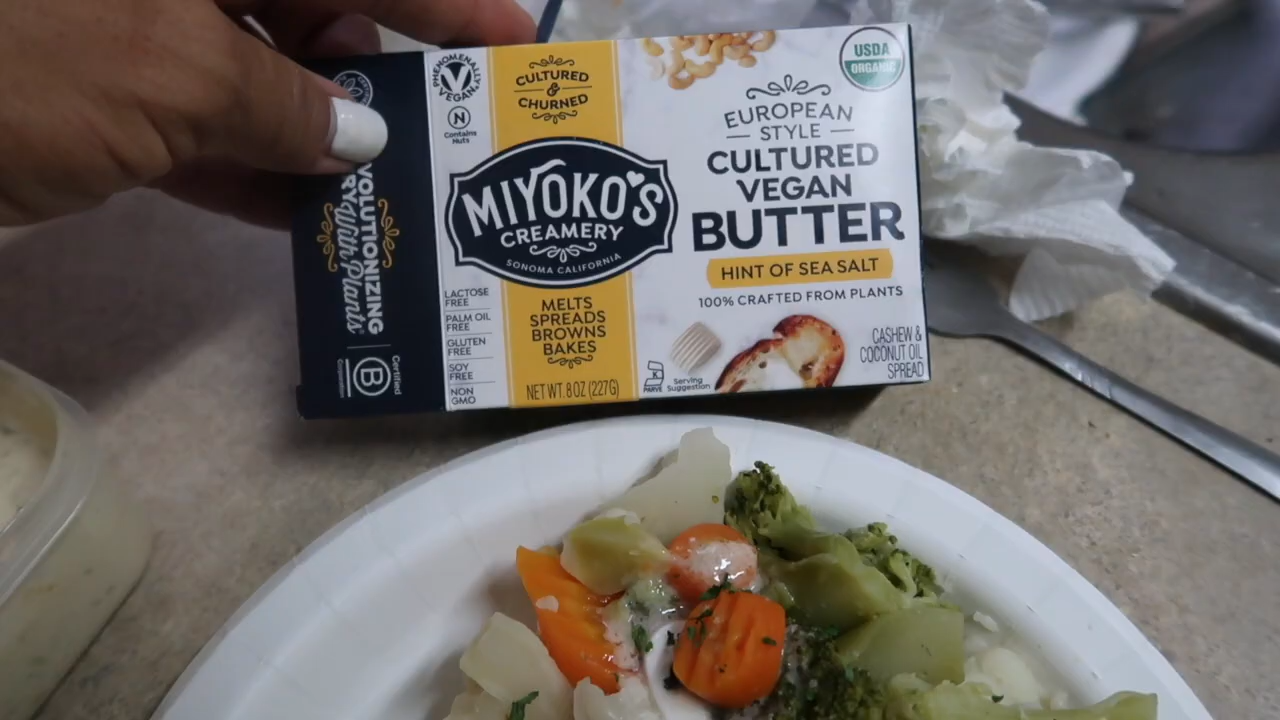 VOLUTIONIZING
RY With Plants
Certified
Corporation
B
PHENOMENALLY
VEGAN
V
N
Contains
Nuts
CULTURED
&
CHURNED
MIYOKO'S
CREAMERY
SONOMA CALIFORNIA
LACTOSE
FREE
PALM OIL
FREE
GLUTEN
FREE
SOY
FREE
NON
GMO
MELTS
SPREADS
BROWNS
BAKES
NET WT. 8 OZ (227G)
USDA
ORGANIC
EUROPEAN
STYLE
CULTURED
VEGAN
BUTTER
HINT OF SEA SALT
100% CRAFTED FROM PLANTS
K
PARVE
Serving
Suggestion
CASHEW &
COCONUT OIL
SPREAD